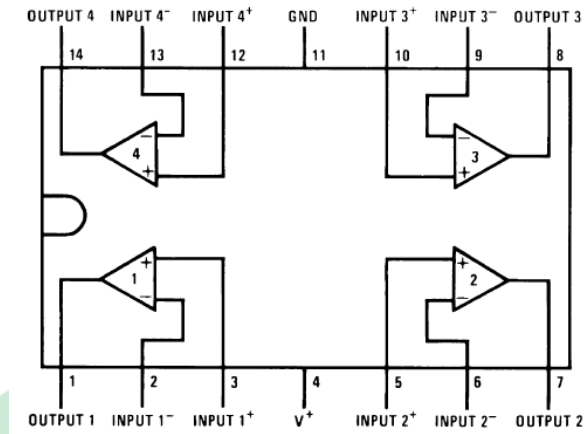 OUTPUT 4 INPUT 4⁻ INPUT 4⁺ GND INPUT 3⁺ INPUT 3⁻ OUTPUT 3
14 13 12 11 10 9 8
− −
4 3
+ +
+ +
1 2
− −
1 2 3 4 5 6 7
OUTPUT 1 INPUT 1⁻ INPUT 1⁺ V⁺ INPUT 2⁺ INPUT 2⁻ OUTPUT 2